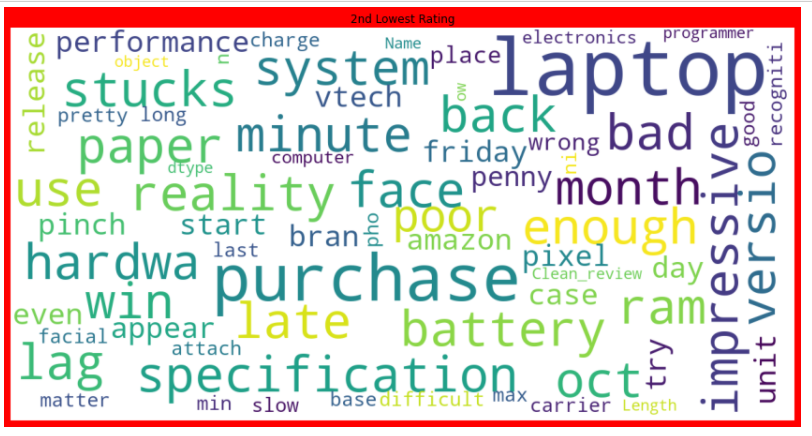 2nd Lowest Rating
release
performance
charge
Name
place
electronics
programmer
object
n
system
laptop
stucks
vtech
ow
back
good
recogniti
pretty long
minute
paper
computer
friday
wrong
bad
dtype
penny
ni
month
use
reality
face
impressive
versio
pinch
start
bran
pho
poor
amazon
enough
hardwa
last
purchase
pixel
Clean_review
day
win
case
ram
even
facial
appear
late
battery
lag
attach
specification
oct
try
unit
matter
min
slow
base
difficult
max
carrier
Length